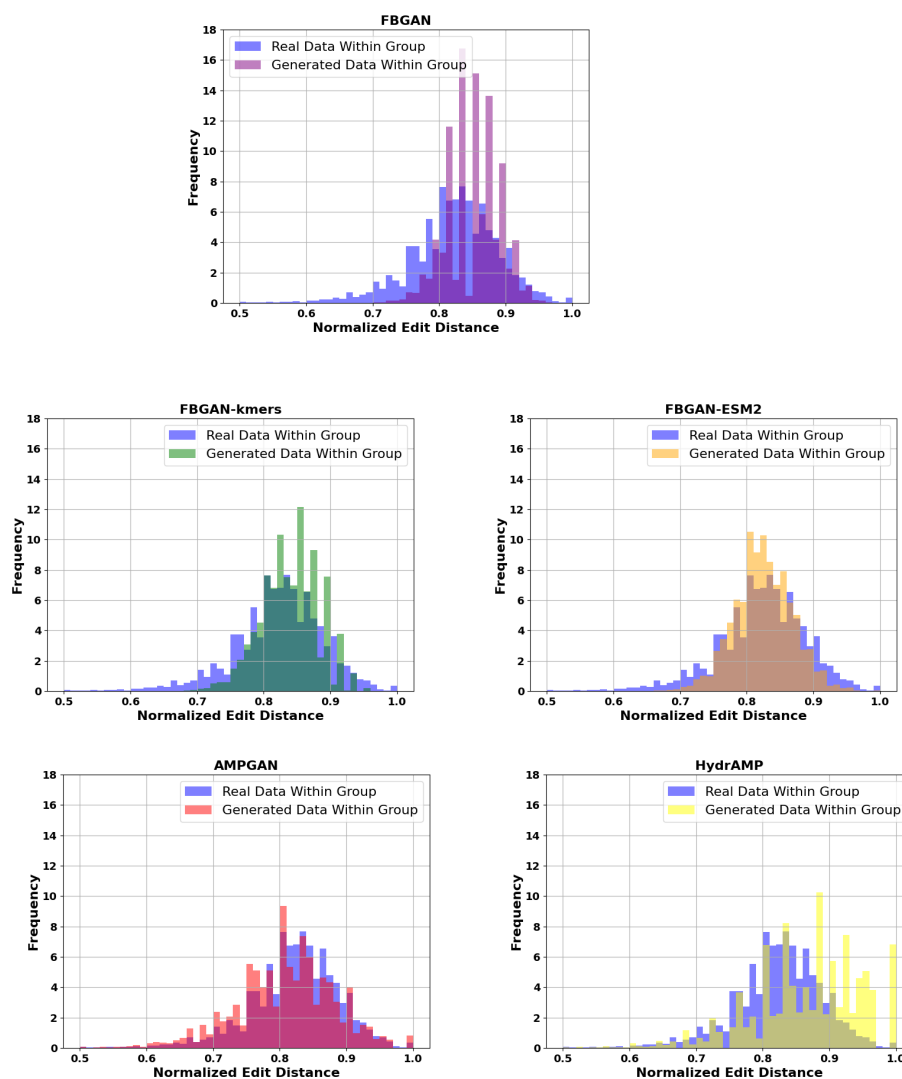 FBGAN
18
16
14
12
10
8
6
4
2
0
Frequency
Real Data Within Group
Generated Data Within Group
0.5 0.6 0.7 0.8 0.9 1.0
Normalized Edit Distance
FBGAN-kmers
18
16
14
12
10
8
6
4
2
0
Frequency
Real Data Within Group
Generated Data Within Group
0.5 0.6 0.7 0.8 0.9 1.0
Normalized Edit Distance
FBGAN-ESM2
18
16
14
12
10
8
6
4
2
0
Frequency
Real Data Within Group
Generated Data Within Group
0.5 0.6 0.7 0.8 0.9 1.0
Normalized Edit Distance
AMPGAN
18
16
14
12
10
8
6
4
2
0
Frequency
Real Data Within Group
Generated Data Within Group
0.5 0.6 0.7 0.8 0.9 1.0
Normalized Edit Distance
HydrAMP
18
16
14
12
10
8
6
4
2
0
Frequency
Real Data Within Group
Generated Data Within Group
0.5 0.6 0.7 0.8 0.9 1.0
Normalized Edit Distance